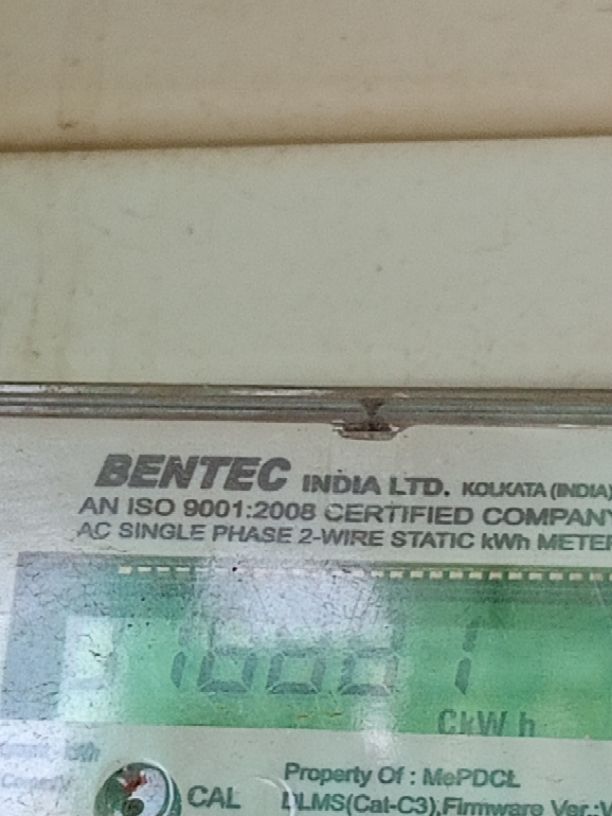 BENTEC INDIA LTD. KOLKATA (INDIA)
AN ISO 9001:2008 CERTIFIED COMPANY
AC SINGLE PHASE 2-WIRE STATIC kWh METER
CkW h
Property Of : MePDCL
CAL
DLMS(Cal-C3),Firmware Ver.:V